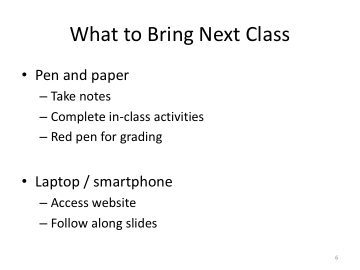 What to Bring Next Class
• Pen and paper
– Take notes
– Complete in-class activities
– Red pen for grading
• Laptop / smartphone
– Access website
– Follow along slides
6